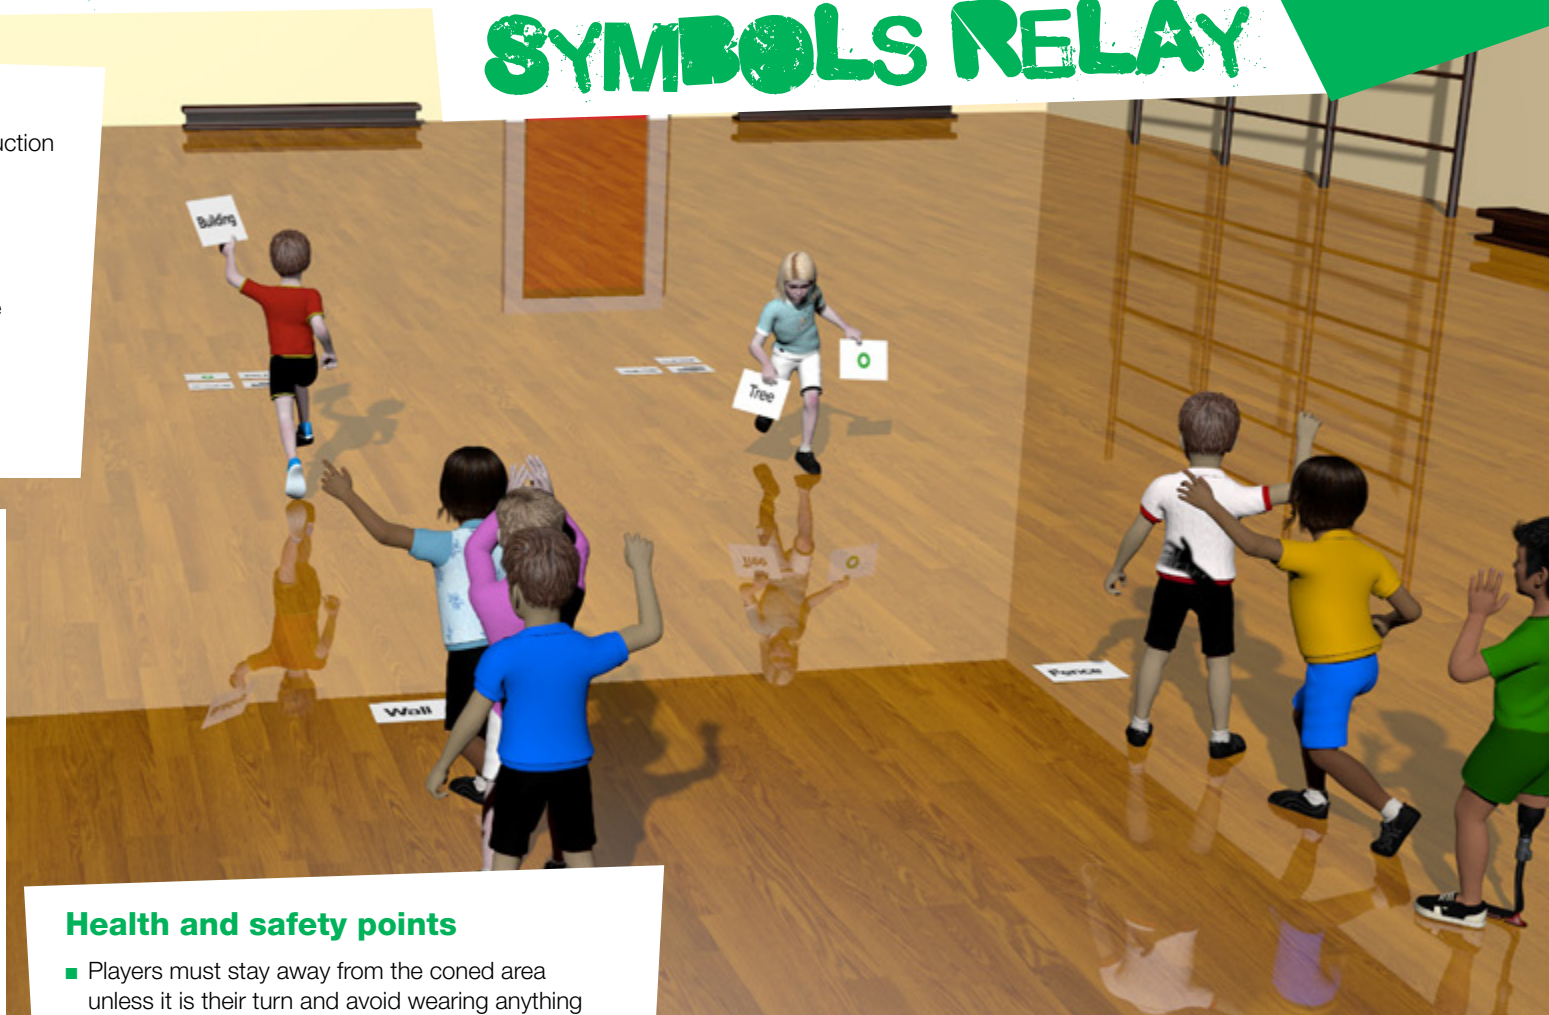 SYMBOLS RELAY
uction
Building
e
O
Tree
Fence
Wall
Health and safety points
■ Players must stay away from the coned area
unless it is their turn and avoid wearing anything